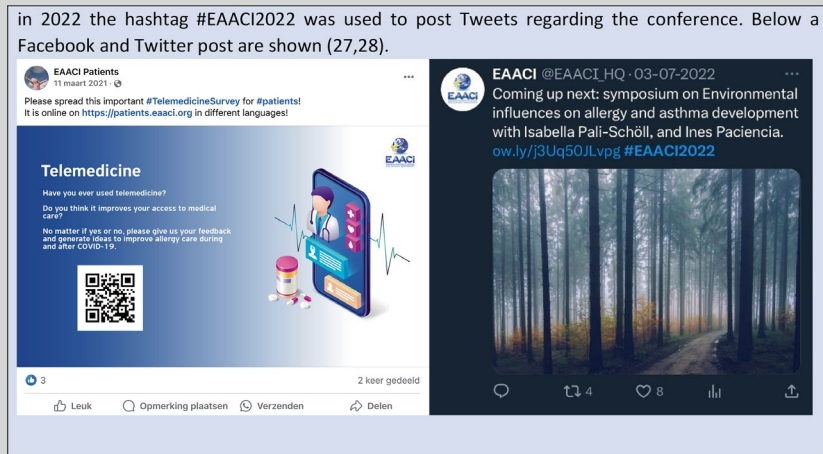 in 2022 the hashtag #EAACI2022 was used to post Tweets regarding the conference. Below a
Facebook and Twitter post are shown (27,28).
EAACI Patients
11 maart 2021 ·
Please spread this important #TelemedicineSurvey for #patients!
It is online on https://patients.eaaci.org in different languages!
EAACI
Telemedicine
Have you ever used telemedicine?
Do you think it improves your access to medical
care?
No matter if yes or no, please give us your feedback
and generate ideas to improve allergy care during
and after COVID-19.
3
2 keer gedeeld
Leuk
Opmerking plaatsen
Verzenden
Delen
EAACI
EAACI @EAACI_HQ · 03-07-2022
Coming up next: symposium on Environmental
influences on allergy and asthma development
with Isabella Pali-Schöll, and Ines Paciencia.
ow.ly/j3Uq50JLvpg #EAACI2022
4
8